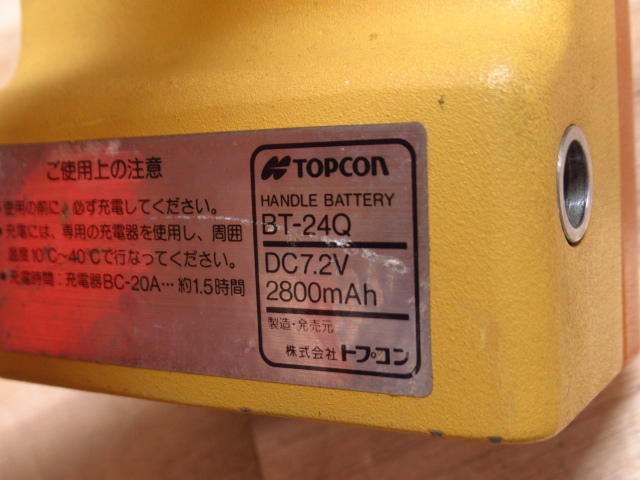 ご使用上の注意
使用の前に、必ず充電してください。
充電には、専用の充電器を使用し、周囲
温度10℃~40℃で行なってください。
充電時間：充電器BC-20A…約1.5時間
TOPCON
HANDLE BATTERY
BT-24Q
DC7.2V
2800mAh
製造・発売元
株式会社トプコン